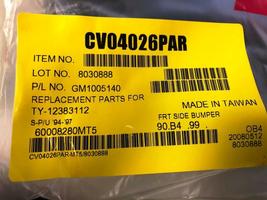 CV04026PAR
ITEM NO.
LOT NO. 8030888
P/L NO. GM1005140
REPLACEMENT PARTS FOR
TY-12383112
MADE IN TAIWAN
S-P/U '94-97
FRT SIDE BUMPER
60008280MT5
90.B4 .99 .
OB4
20080512
CV04026PAR-MT5/8030888
8030888